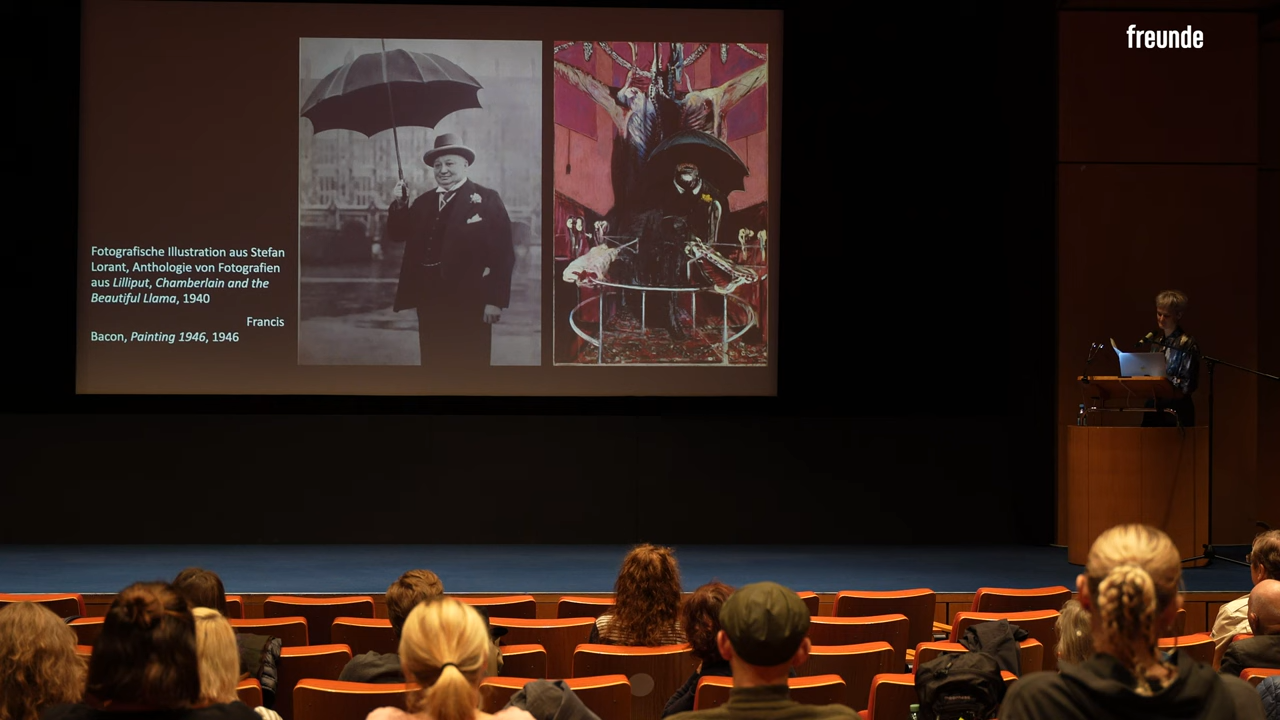 freunde
Fotografische Illustration aus Stefan
Lorant, Anthologie von Fotografien
aus Lilliput, Chamberlain and the
Beautiful Llama, 1940
Francis
Bacon, Painting 1946, 1946